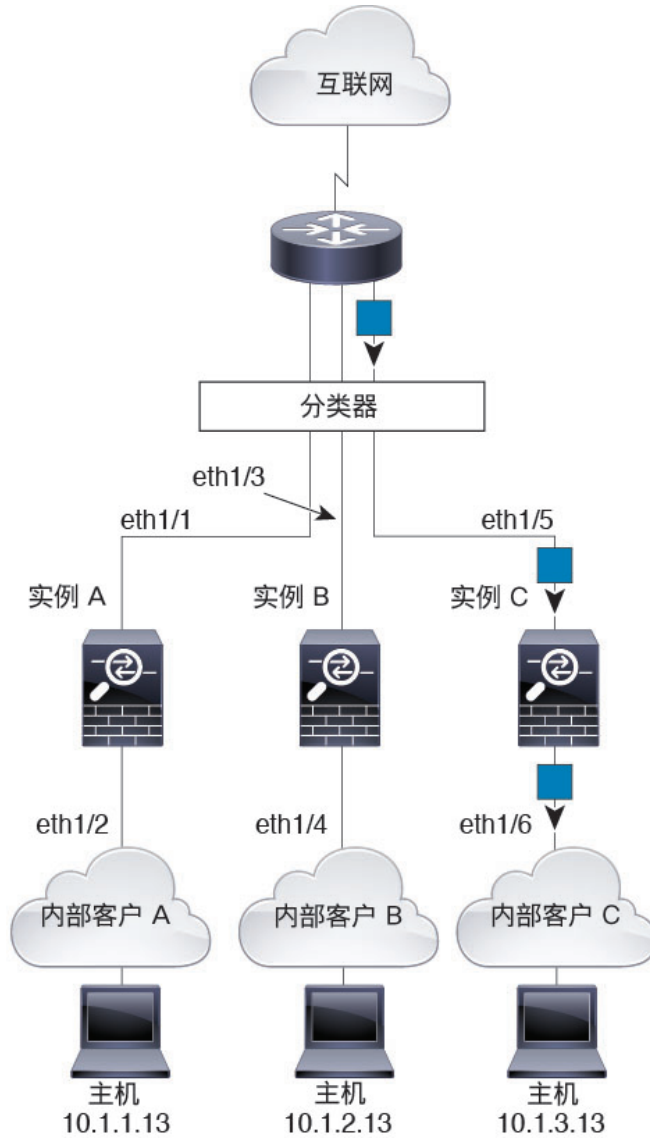 互联网
分类器
eth1/3
eth1/1
eth1/5
实例 A
实例 B
实例 C
eth1/2
eth1/4
eth1/6
内部客户 A
内部客户 B
内部客户 C
主机
10.1.1.13
主机
10.1.2.13
主机
10.1.3.13